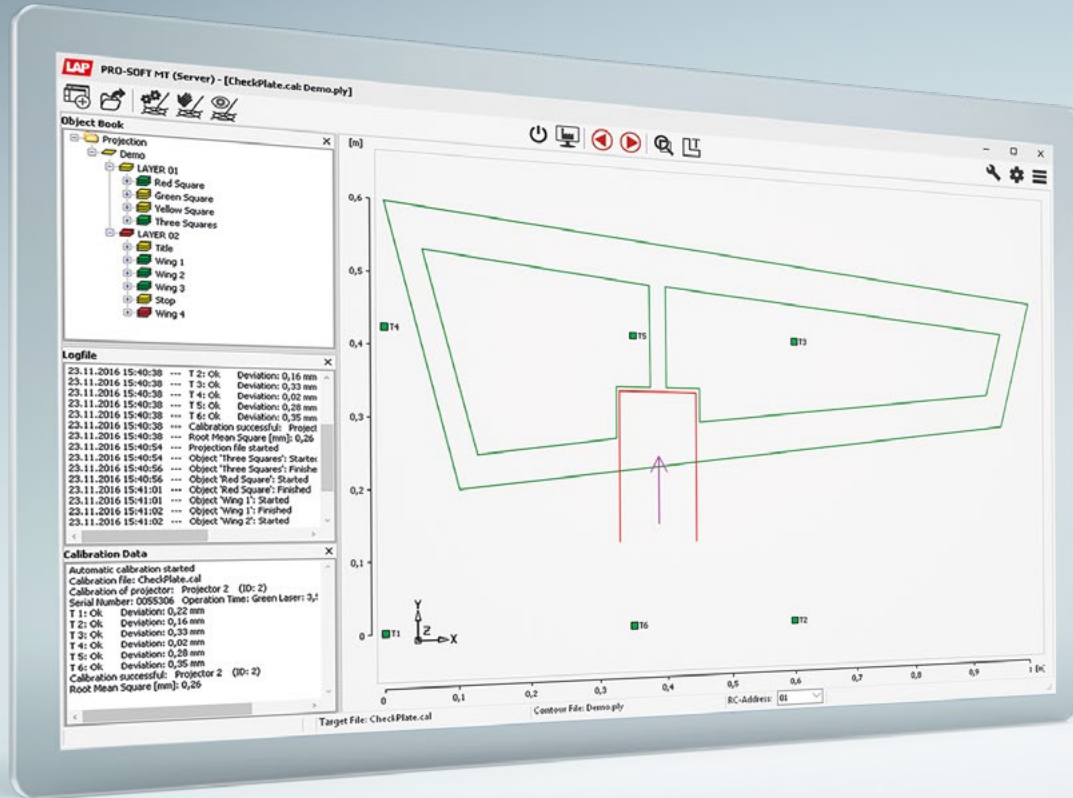 LAP PRO-SOFT MT (Server) - [CheckPlate.cal: Demo.ply]
Object Book
Projection
Demo
LAYER 01
Red Square
Green Square
Yellow Square
Three Squares
LAYER 02
Title
Wing 1
Wing 2
Wing 3
Stop
Wing 4
Logfile
23.11.2016 15:40:38 --- T 2: Ok Deviation: 0,16 mm
23.11.2016 15:40:38 --- T 3: Ok Deviation: 0,33 mm
23.11.2016 15:40:38 --- T 4: Ok Deviation: 0,02 mm
23.11.2016 15:40:38 --- T 5: Ok Deviation: 0,28 mm
23.11.2016 15:40:38 --- T 6: Ok Deviation: 0,35 mm
23.11.2016 15:40:38 --- Calibration successful: Project
23.11.2016 15:40:38 --- Root Mean Square [mm]: 0,26
23.11.2016 15:40:54 --- Projection file started
23.11.2016 15:40:54 --- Object 'Three Squares': Started
23.11.2016 15:40:56 --- Object 'Three Squares': Finishe
23.11.2016 15:40:56 --- Object 'Red Square': Started
23.11.2016 15:41:01 --- Object 'Red Square': Finished
23.11.2016 15:41:01 --- Object 'Wing 1': Started
23.11.2016 15:41:02 --- Object 'Wing 1': Finished
23.11.2016 15:41:02 --- Object 'Wing 2': Started
Calibration Data
Automatic calibration started
Calibration file: CheckPlate.cal
Calibration of projector: Projector 2 (ID: 2)
Serial Number: 0055306 Operation Time: Green Laser: 3,5
T 1: Ok Deviation: 0,22 mm
T 2: Ok Deviation: 0,16 mm
T 3: Ok Deviation: 0,33 mm
T 4: Ok Deviation: 0,02 mm
T 5: Ok Deviation: 0,28 mm
T 6: Ok Deviation: 0,35 mm
Calibration successful: Projector 2 (ID: 2)
Root Mean Square [mm]: 0,26
[m]
0,6
0,5
T4
T5
T3
0,4
0,3
0,2
0,1
Y
Z X
0
T1
T6
T2
0 0,1 0,2 0,3 0,4 0,5 0,6 0,7 0,8 0,9 1 [m]
Target File: CheckPlate.cal Contour File: Demo.ply RC-Address: 01